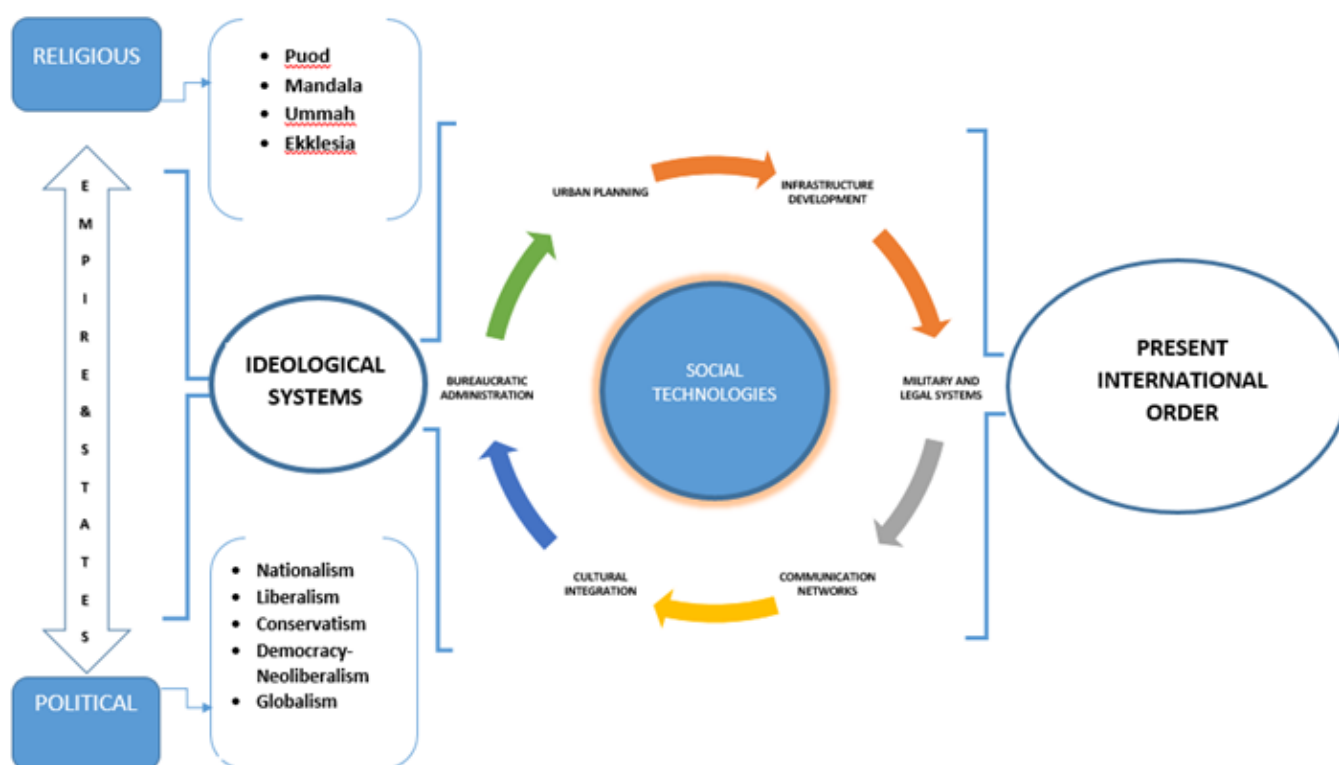 RELIGIOUS
• Puod
• Mandala
• Ummah
• Ekklesia
E
M
P
I
R
E
&
S
T
A
T
E
S
IDEOLOGICAL
SYSTEMS
POLITICAL
• Nationalism
• Liberalism
• Conservatism
• Democracy-
Neoliberalism
• Globalism
URBAN PLANNING
INFRASTRUCTURE
DEVELOPMENT
BUREAUCRATIC
ADMINISTRATION
SOCIAL
TECHNOLOGIES
MILITARY AND
LEGAL SYSTEMS
CULTURAL
INTEGRATION
COMMUNICATION
NETWORKS
PRESENT
INTERNATIONAL
ORDER